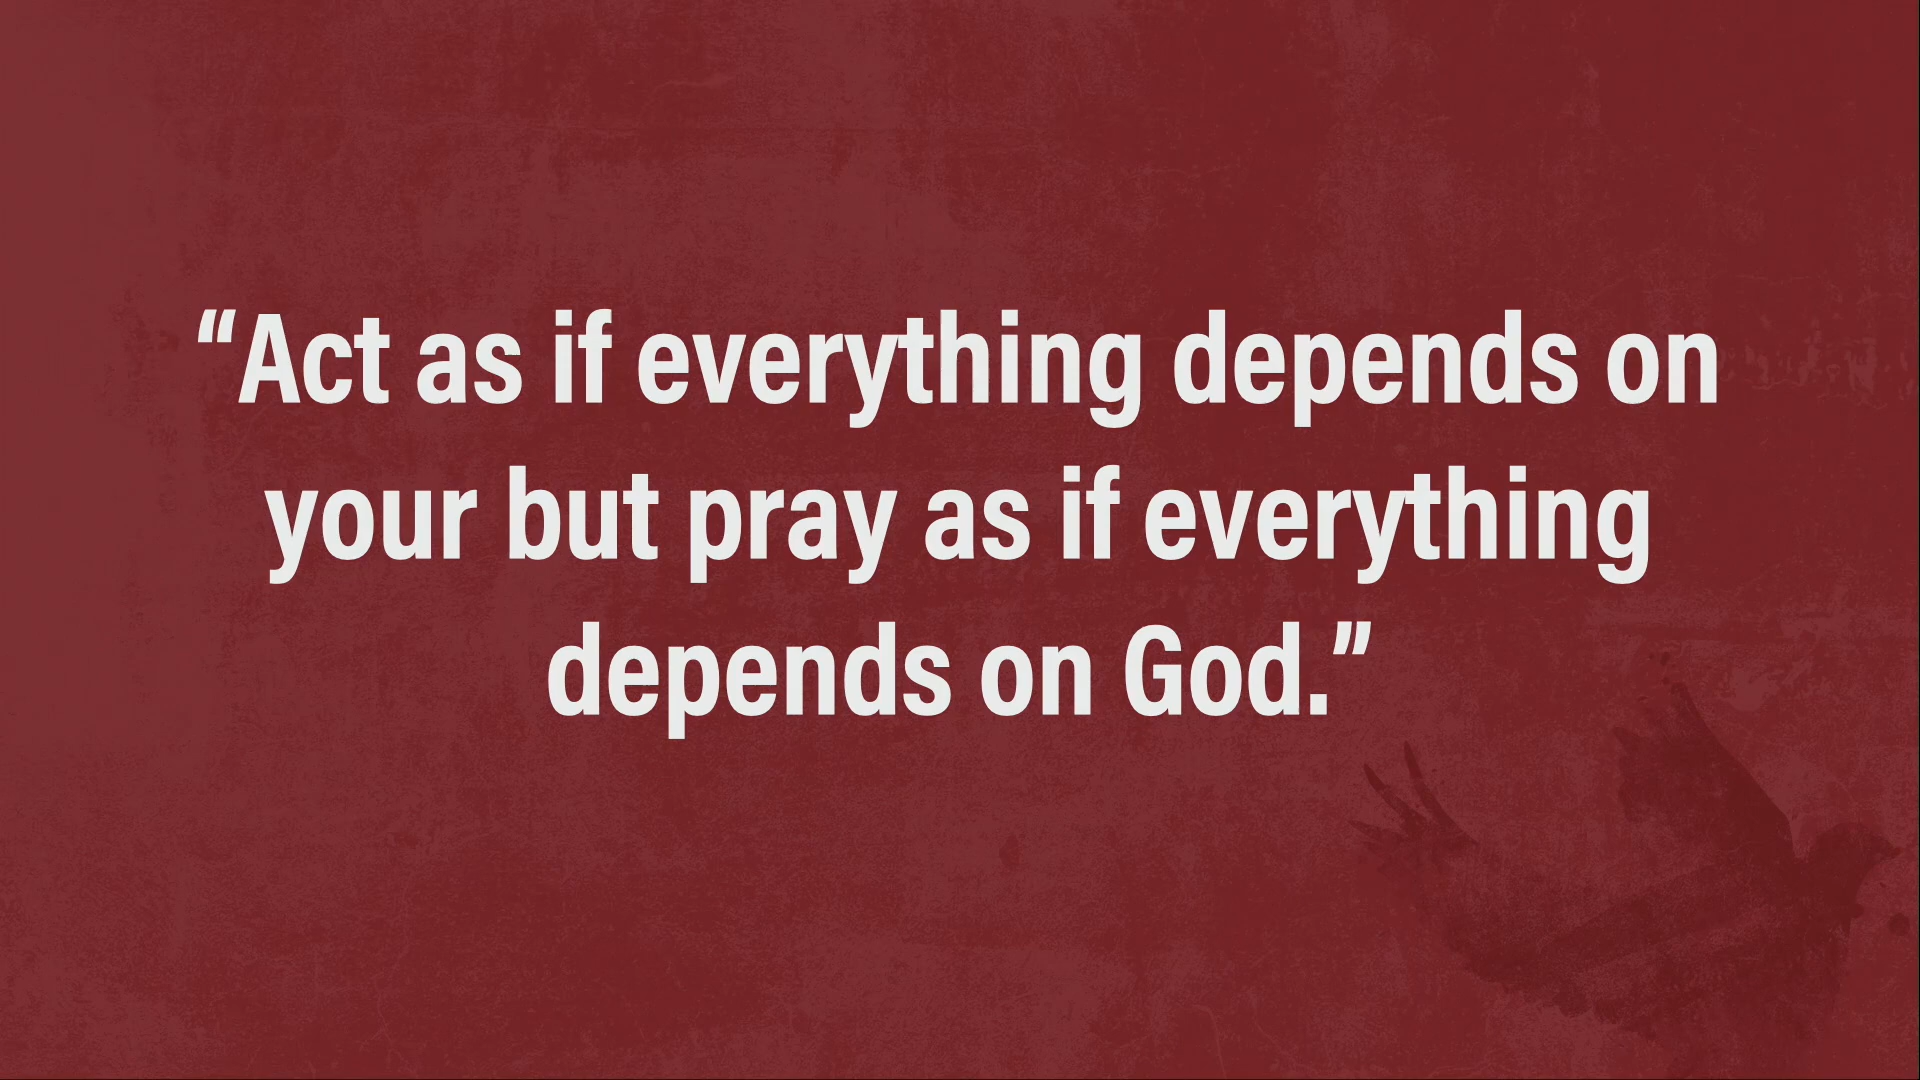 “Act as if everything depends on
your but pray as if everything
depends on God.”